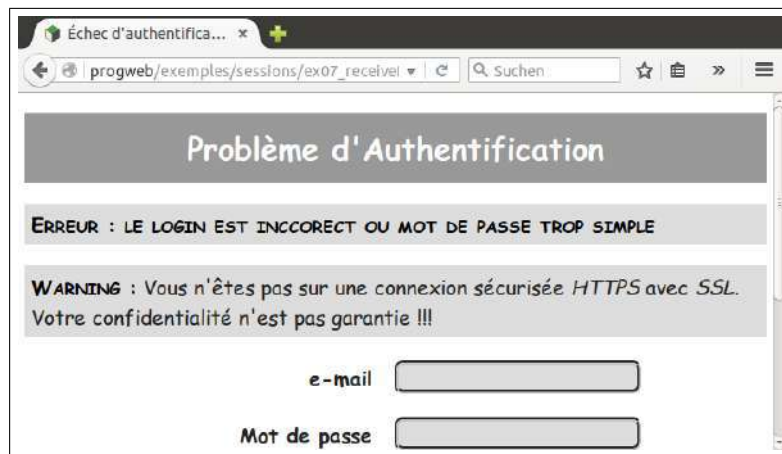 Échec d'authentifica... ×
progweb/exemples/sessions/ex07_receive Suchen »
Problème d'Authentification
ERREUR : LE LOGIN EST INCCORECT OU MOT DE PASSE TROP SIMPLE
WARNING : Vous n'êtes pas sur une connexion sécurisée HTTPS avec SSL.
Votre confidentialité n'est pas garantie !!!
e-mail
Mot de passe